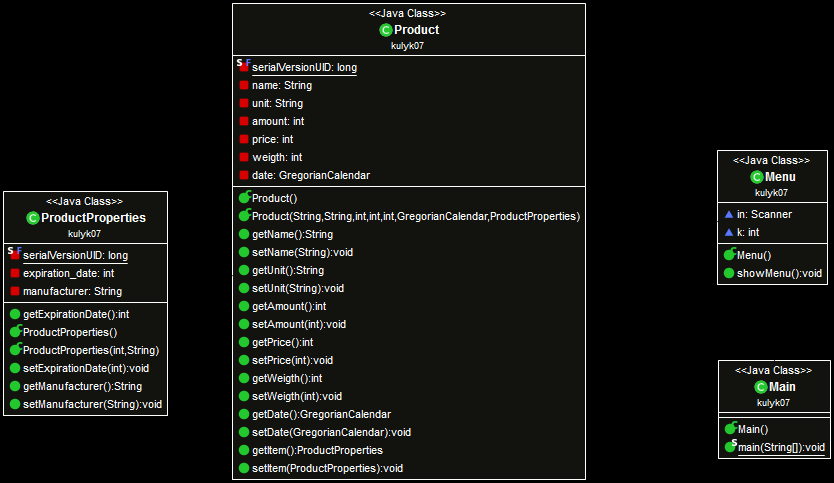 <<Java Class>>
ProductProperties
kulyk07
serialVersionUID: long
expiration_date: int
manufacturer: String
getExpirationDate():int
ProductProperties()
ProductProperties(int,String)
setExpirationDate(int):void
getManufacturer():String
setManufacturer(String):void
<<Java Class>>
Product
kulyk07
serialVersionUID: long
name: String
unit: String
amount: int
price: int
weigth: int
date: GregorianCalendar
Product()
Product(String,String,int,int,int,GregorianCalendar,ProductProperties)
getName():String
setName(String):void
getUnit():String
setUnit(String):void
getAmount():int
setAmount(int):void
getPrice():int
setPrice(int):void
getWeigth():int
setWeigth(int):void
getDate():GregorianCalendar
setDate(GregorianCalendar):void
getItem():ProductProperties
setItem(ProductProperties):void
<<Java Class>>
Menu
kulyk07
in: Scanner
k: int
Menu()
showMenu():void
<<Java Class>>
Main
kulyk07
Main()
main(String[]):void